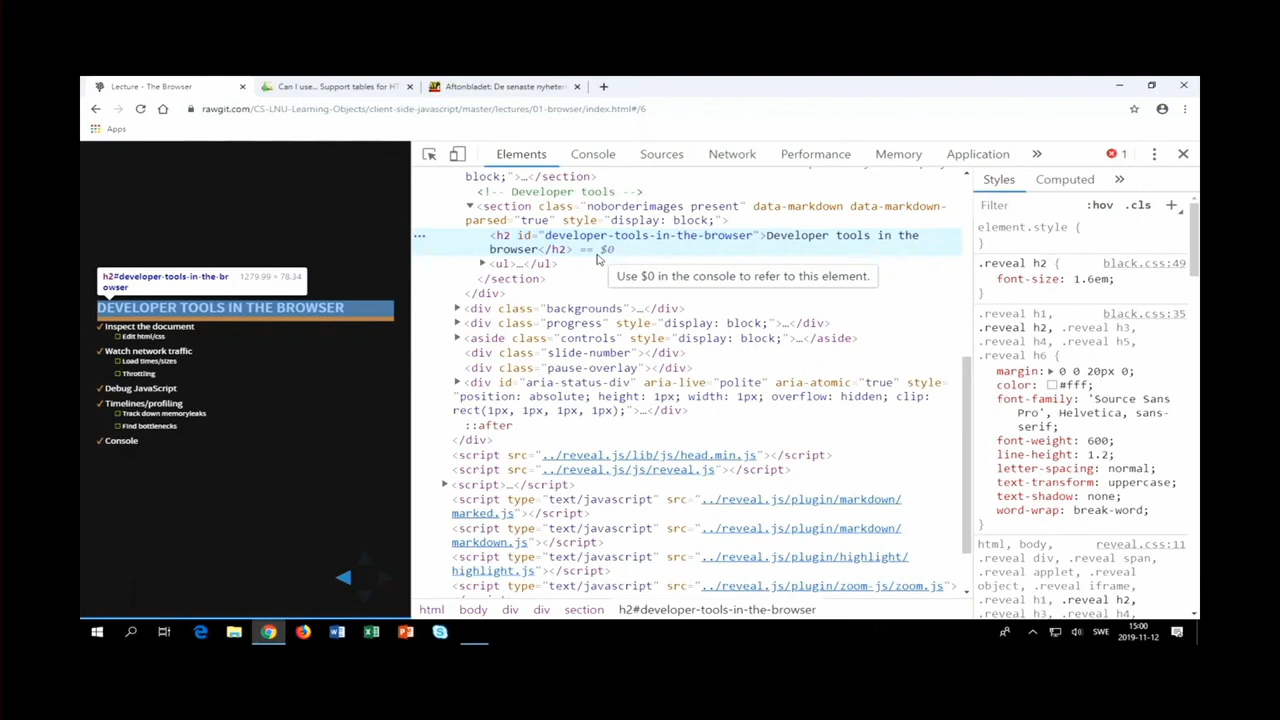 Lecture - The Browser
Can I use... Support tables for HT
Aftonbladet: De senaste nyheter
rawgit.com/CS-LNU-Learning-Objects/client-side-javascript/master/lectures/01-browser/index.html#/6
Apps
h2#developer-tools-in-the-br
owser
1279.99 × 78.34
DEVELOPER TOOLS IN THE BROWSER
Inspect the document
Edit html/css
Watch network traffic
Load times/sizes
Throttling
Debug JavaScript
Timelines/profiling
Track down memoryleaks
Find bottlenecks
Console
Elements Console Sources Network Performance Memory Application » 1
block;">…</section>
<!-- Developer tools -->
▼<section class="noborderimages present" data-markdown data-markdown-
parsed="true" style="display: block;">
<h2 id="developer-tools-in-the-browser">Developer tools in the
browser</h2> == $0
▶<ul>…</ul>
Use $0 in the console to refer to this element.
</section>
</div>
▶<div class="backgrounds">…</div>
▶<div class="progress" style="display: block;">…</div>
▶<aside class="controls" style="display: block;">…</aside>
<div class="slide-number"></div>
<div class="pause-overlay"></div>
▶<div id="aria-status-div" aria-live="polite" aria-atomic="true" style=
"position: absolute; height: 1px; width: 1px; overflow: hidden; clip:
rect(1px, 1px, 1px, 1px);">…</div>
::after
</div>
<script src="../reveal.js/lib/js/head.min.js"></script>
<script src="../reveal.js/js/reveal.js"></script>
▶<script>…</script>
<script type="text/javascript" src="../reveal.js/plugin/markdown/
marked.js"></script>
<script type="text/javascript" src="../reveal.js/plugin/markdown/
markdown.js"></script>
<script type="text/javascript" src="../reveal.js/plugin/highlight/
highlight.js"></script>
<script type="text/javascript" src="../reveal.js/plugin/zoom-js/zoom.js">
html body div div section h2#developer-tools-in-the-browser
Styles Computed »
Filter :hov .cls +
element.style {
}
.reveal h2 { black.css:49
font-size: 1.6em;
}
.reveal h1, black.css:35
.reveal h2, .reveal h3,
.reveal h4, .reveal h5,
.reveal h6 {
margin:▶ 0 0 20px 0;
color: #fff;
font-family: 'Source Sans
Pro', Helvetica, sans-
serif;
font-weight: 600;
line-height: 1.2;
letter-spacing: normal;
text-transform: uppercase;
text-shadow: none;
word-wrap: break-word;
}
html, body, reveal.css:11
.reveal div, .reveal span,
.reveal applet, .reveal
object, .reveal iframe,
.reveal h1, .reveal h2,
.reveal h3, .reveal h4,
SWE
15:00
2019-11-12